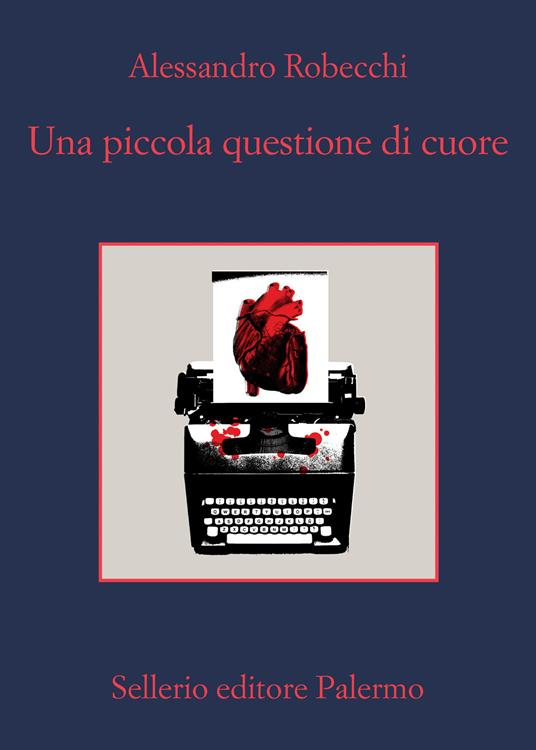 Alessandro Robecchi
Una piccola questione di cuore
Sellerio editore Palermo